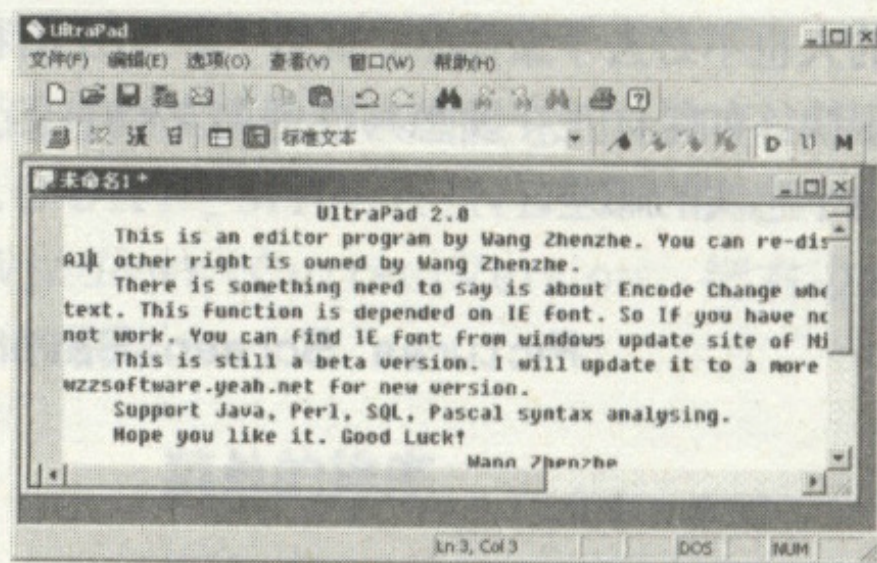 UltraPad
文件(F) 编辑(E) 选项(O) 查看(V) 窗口(W) 帮助(H)
汉 漢 日 标准文本 D M
未命名1 *
UltraPad 2.0
This is an editor program by Wang Zhenzhe. You can re-dis
All other right is owned by Wang Zhenzhe.
There is something need to say is about Encode Change whe
text. This function is depended on IE font. So If you have no
not work. You can find IE font from windows update site of Mi
This is still a beta version. I will update it to a more
wzzsoftware.yeah.net for new version.
Support Java, Perl, SQL, Pascal syntax analysing.
Hope you like it. Good Luck!
Wang Zhenzhe
Ln 3, Col 3 DOS NUM